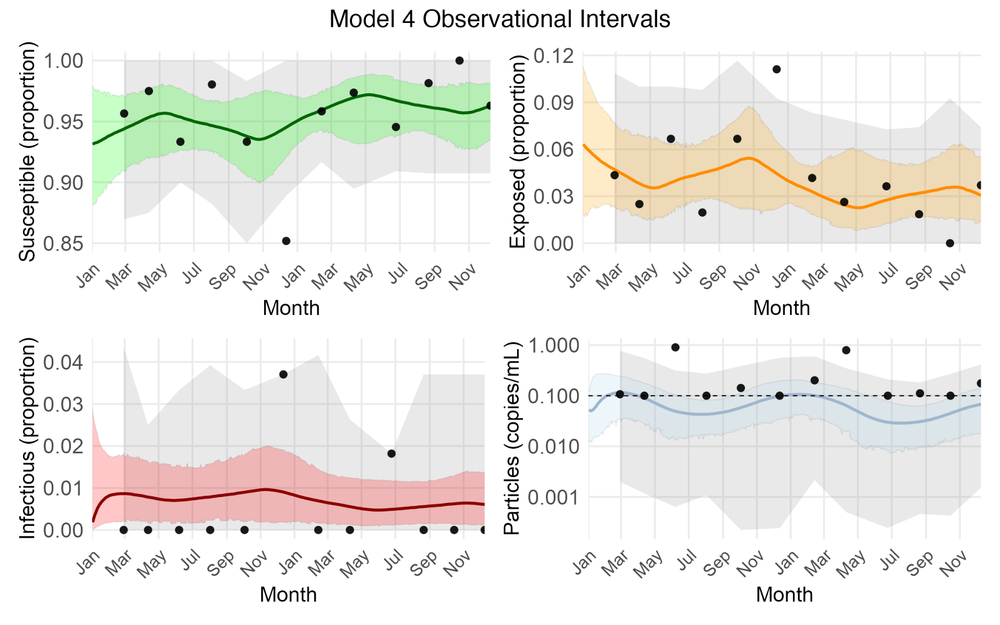 Model 4 Observational Intervals
Susceptible (proportion)
1.00
0.95
0.90
0.85
Jan Mar May Jul Sep Nov Jan Mar May Jul Sep Nov
Month
Exposed (proportion)
0.12
0.09
0.06
0.03
0.00
Jan Mar May Jul Sep Nov Jan Mar May Jul Sep Nov
Month
Infectious (proportion)
0.04
0.03
0.02
0.01
0.00
Jan Mar May Jul Sep Nov Jan Mar May Jul Sep Nov
Month
Particles (copies/mL)
1.000
0.100
0.010
0.001
Jan Mar May Jul Sep Nov Jan Mar May Jul Sep Nov
Month